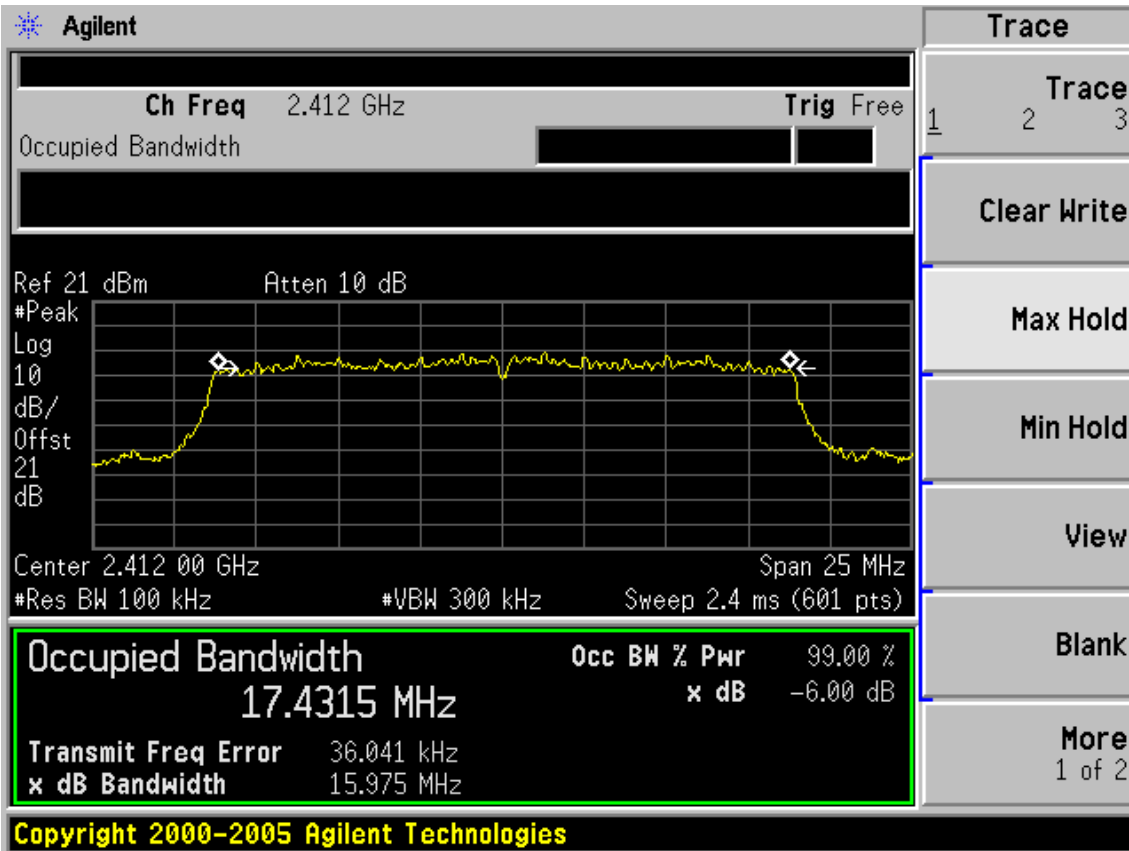 Agilent
Ch Freq 2.412 GHz Trig Free
Occupied Bandwidth
Ref 21 dBm Atten 10 dB
#Peak
Log
10
dB/
Offst
21
dB
Center 2.412 00 GHz Span 25 MHz
#Res BW 100 kHz #VBW 300 kHz Sweep 2.4 ms (601 pts)
Occupied Bandwidth Occ BW % Pwr 99.00 %
17.4315 MHz x dB -6.00 dB
Transmit Freq Error 36.041 kHz
x dB Bandwidth 15.975 MHz
Copyright 2000-2005 Agilent Technologies
Trace
Trace
1 2 3
Clear Write
Max Hold
Min Hold
View
Blank
More
1 of 2